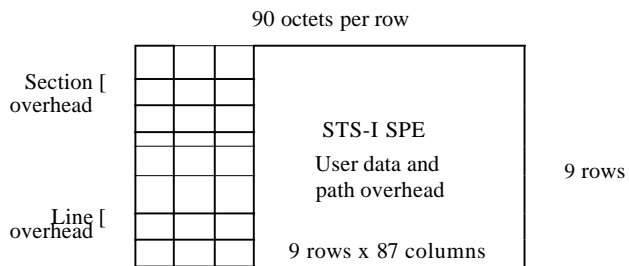 90 octets per row
Section [
overhead
STS-I SPE
User data and
path overhead
9 rows
Line [
overhead
9 rows x 87 columns